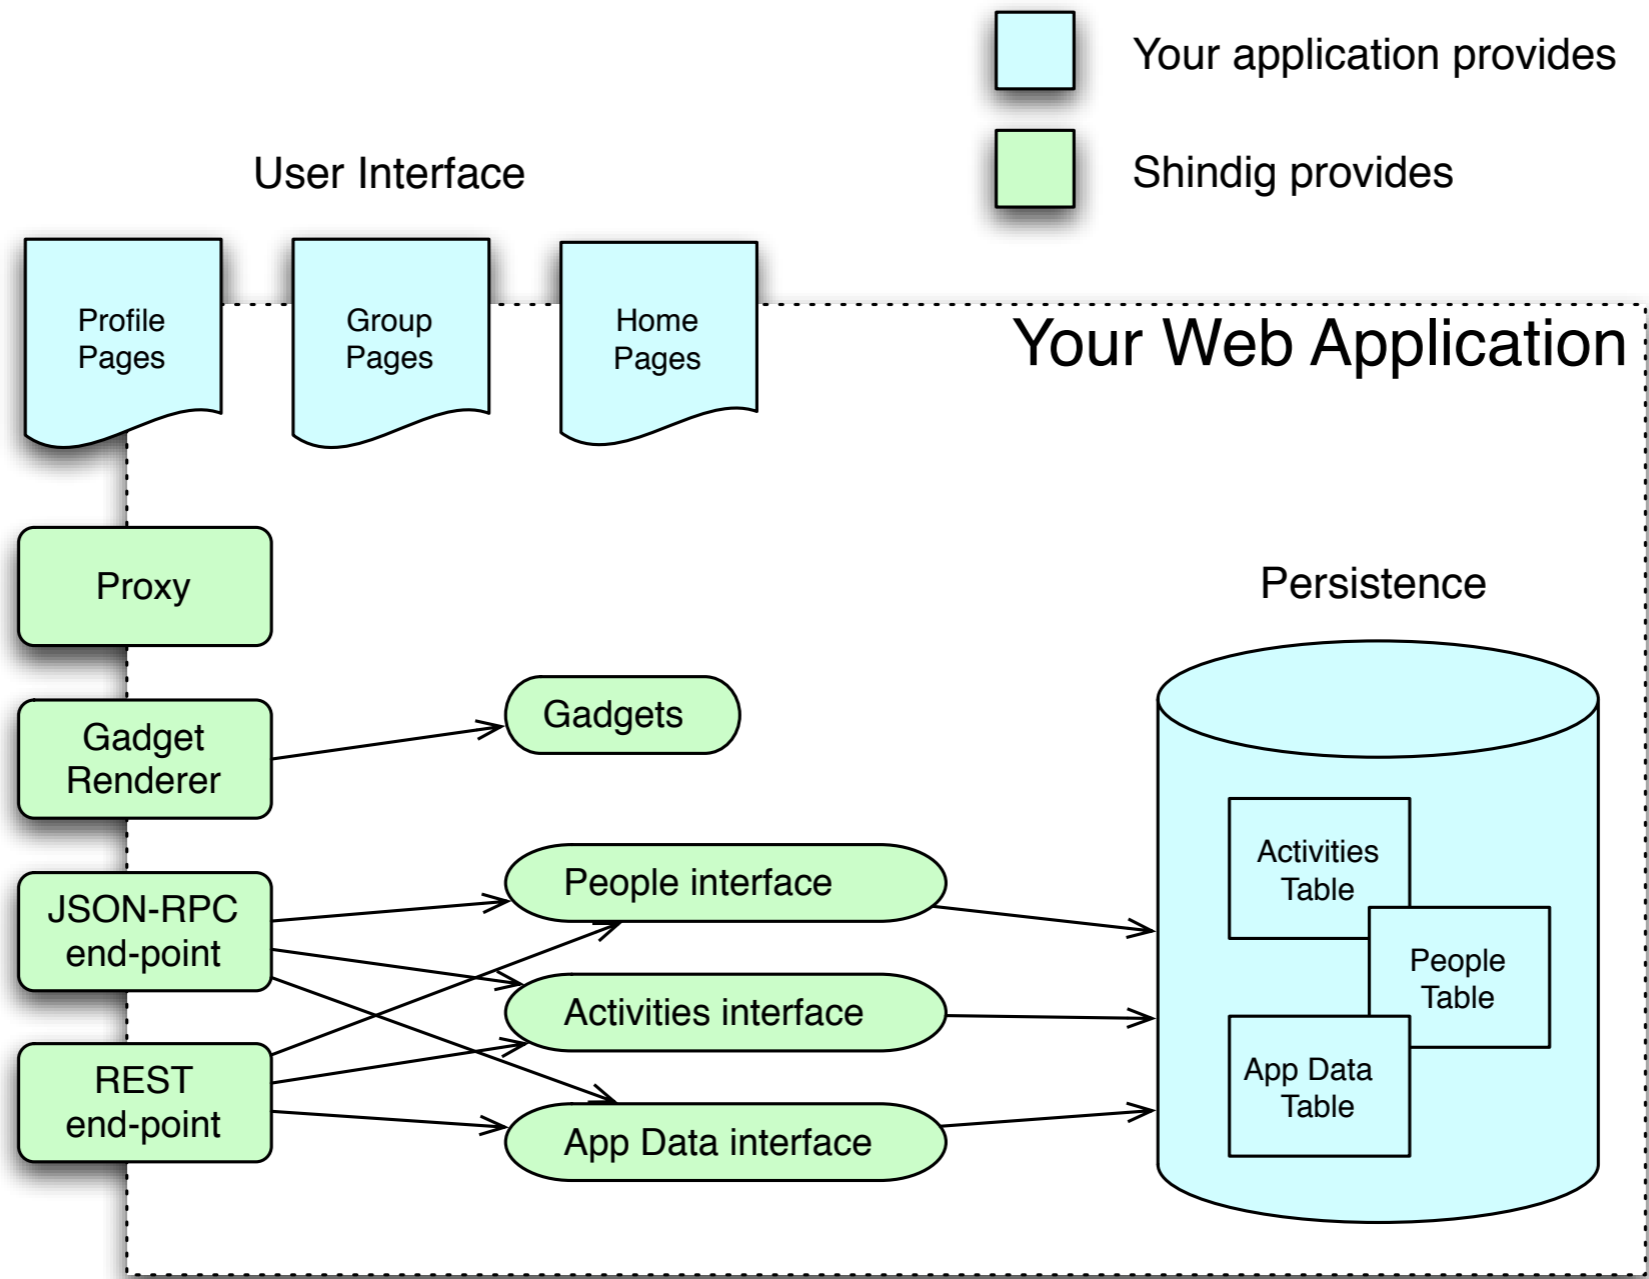 Your application provides
Shindig provides
User Interface
Profile
Pages
Group
Pages
Home
Pages
Your Web Application
Proxy
Persistence
Gadget
Renderer
Gadgets
JSON-RPC
end-point
People interface
Activities interface
REST
end-point
App Data interface
Activities
Table
People
Table
App Data
Table